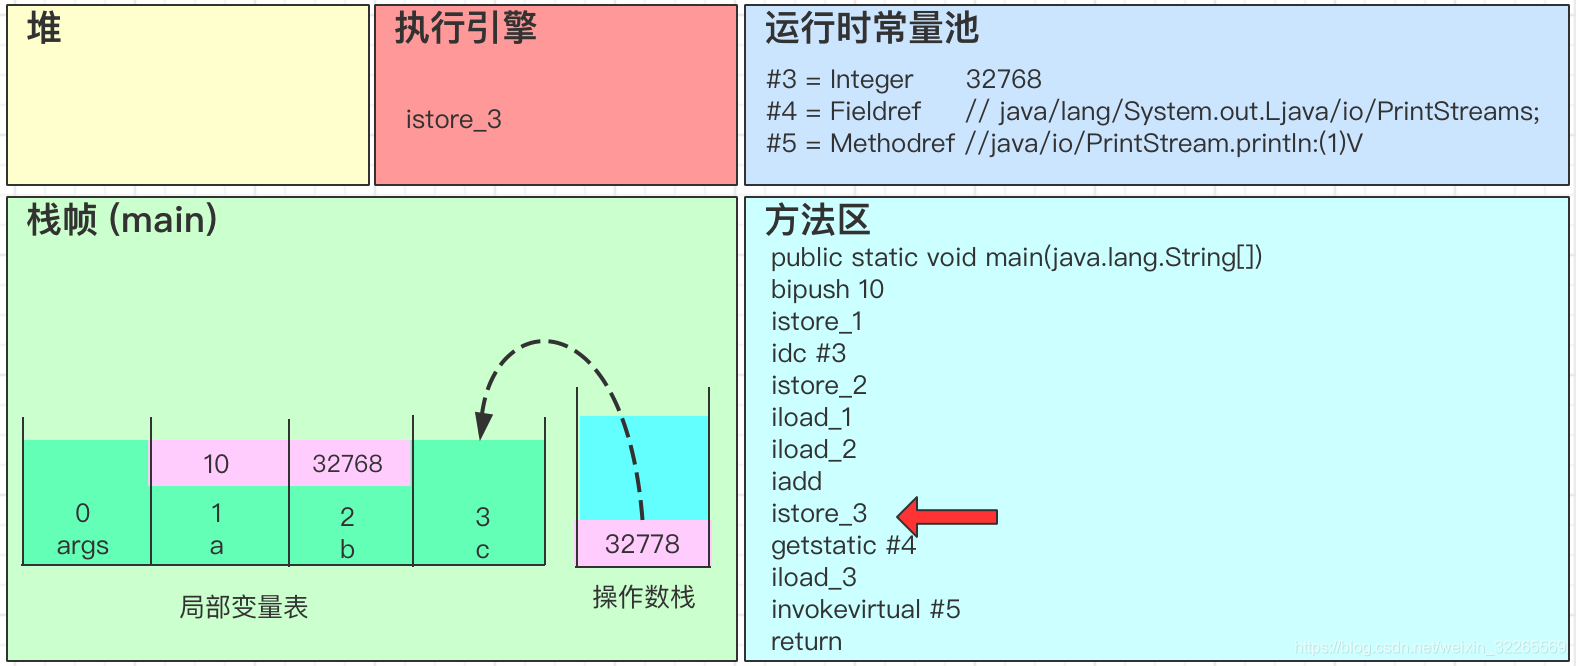 堆
执行引擎
istore_3
运行时常量池
#3 = Integer 32768
#4 = Fieldref // java/lang/System.out.Ljava/io/PrintStreams;
#5 = Methodref //java/io/PrintStream.println:(1)V
栈帧 (main)
10
32768
0
1
2
3
args
a
b
c
32778
局部变量表
操作数栈
方法区
public static void main(java.lang.String[])
bipush 10
istore_1
idc #3
istore_2
iload_1
iload_2
iadd
istore_3
getstatic #4
iload_3
invokevirtual #5
return
https://blog.csdn.net/weixin_32265569